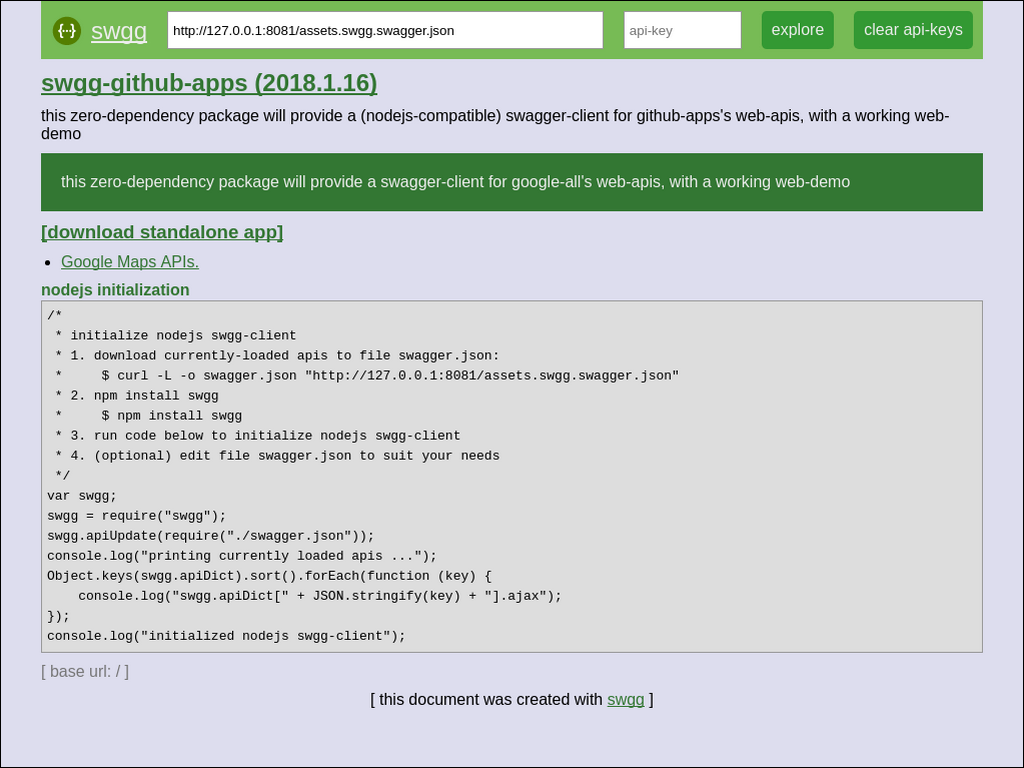 {··} swgg http://127.0.0.1:8081/assets.swgg.swagger.json api-key explore clear api-keys
swgg-github-apps (2018.1.16)
this zero-dependency package will provide a (nodejs-compatible) swagger-client for github-apps's web-apis, with a working web-
demo
this zero-dependency package will provide a swagger-client for google-all's web-apis, with a working web-demo
[download standalone app]
Google Maps APIs.
nodejs initialization
/*
 * initialize nodejs swgg-client
 * 1. download currently-loaded apis to file swagger.json:
 *     $ curl -L -o swagger.json "http://127.0.0.1:8081/assets.swgg.swagger.json"
 * 2. npm install swgg
 *     $ npm install swgg
 * 3. run code below to initialize nodejs swgg-client
 * 4. (optional) edit file swagger.json to suit your needs
 */
var swgg;
swgg = require("swgg");
swgg.apiUpdate(require("./swagger.json"));
console.log("printing currently loaded apis ...");
Object.keys(swgg.apiDict).sort().forEach(function (key) {
    console.log("swgg.apiDict[" + JSON.stringify(key) + "].ajax");
});
console.log("initialized nodejs swgg-client");
[ base url: / ]
[ this document was created with swgg ]